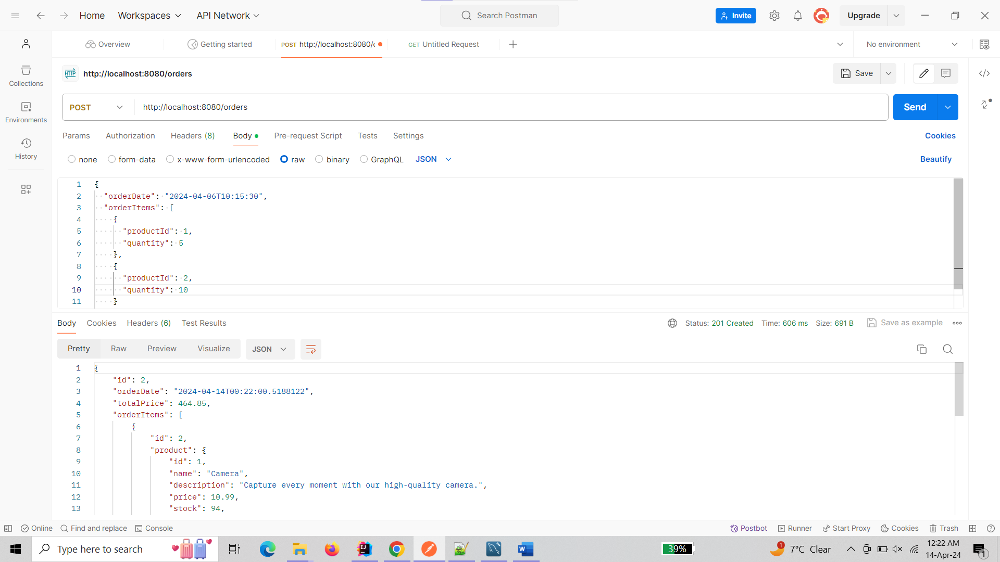 Home Workspaces API Network Search Postman Invite Upgrade
Overview Getting started POST http://localhost:8080/ GET Untitled Request No environment
HTTP http://localhost:8080/orders Save
Collections
Environments
History
POST http://localhost:8080/orders Send
Params Authorization Headers (8) Body Pre-request Script Tests Settings Cookies
none form-data x-www-form-urlencoded raw binary GraphQL JSON Beautify
1 {
2 "orderDate": "2024-04-06T10:15:30",
3 "orderItems": [
4 {
5 "productId": 1,
6 "quantity": 5
7 },
8 {
9 "productId": 2,
10 "quantity": 10
11 }
Body Cookies Headers (6) Test Results Status: 201 Created Time: 606 ms Size: 691 B Save as example
Pretty Raw Preview Visualize JSON
1 {
2 "id": 2,
3 "orderDate": "2024-04-14T00:22:00.5188122",
4 "totalPrice": 464.85,
5 "orderItems": [
6 {
7 "id": 2,
8 "product": {
9 "id": 1,
10 "name": "Camera",
11 "description": "Capture every moment with our high-quality camera.",
12 "price": 10.99,
13 "stock": 94,
Online Find and replace Console Postbot Runner Start Proxy Cookies Trash
Type here to search 39% 1 7°C Clear 12:22 AM
14-Apr-24 1